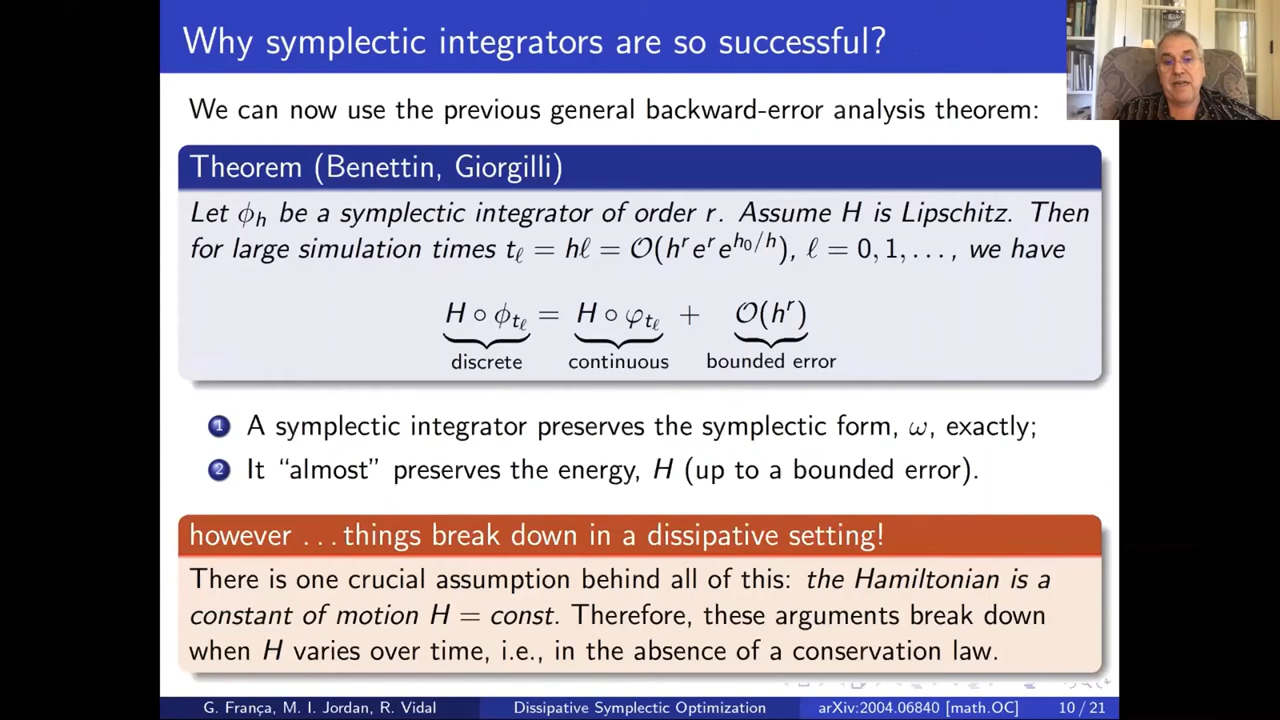 Why symplectic integrators are so successful?
We can now use the previous general backward-error analysis theorem:
Theorem (Benettin, Giorgilli)
Let ϕₕ be a symplectic integrator of order r. Assume H is Lipschitz. Then
for large simulation times t_ℓ = hℓ = 𝒪(h^r e^r e^{h₀/h}), ℓ = 0, 1, . . . , we have
H ∘ ϕ_{t_ℓ} = H ∘ φ_{t_ℓ} + 𝒪(h^r)
discrete continuous bounded error
1 A symplectic integrator preserves the symplectic form, ω, exactly;
2 It “almost” preserves the energy, H (up to a bounded error).
however . . . things break down in a dissipative setting!
There is one crucial assumption behind all of this: the Hamiltonian is a
constant of motion H = const. Therefore, these arguments break down
when H varies over time, i.e., in the absence of a conservation law.
G. França, M. I. Jordan, R. Vidal Dissipative Symplectic Optimization arXiv:2004.06840 [math.OC] 10 / 21